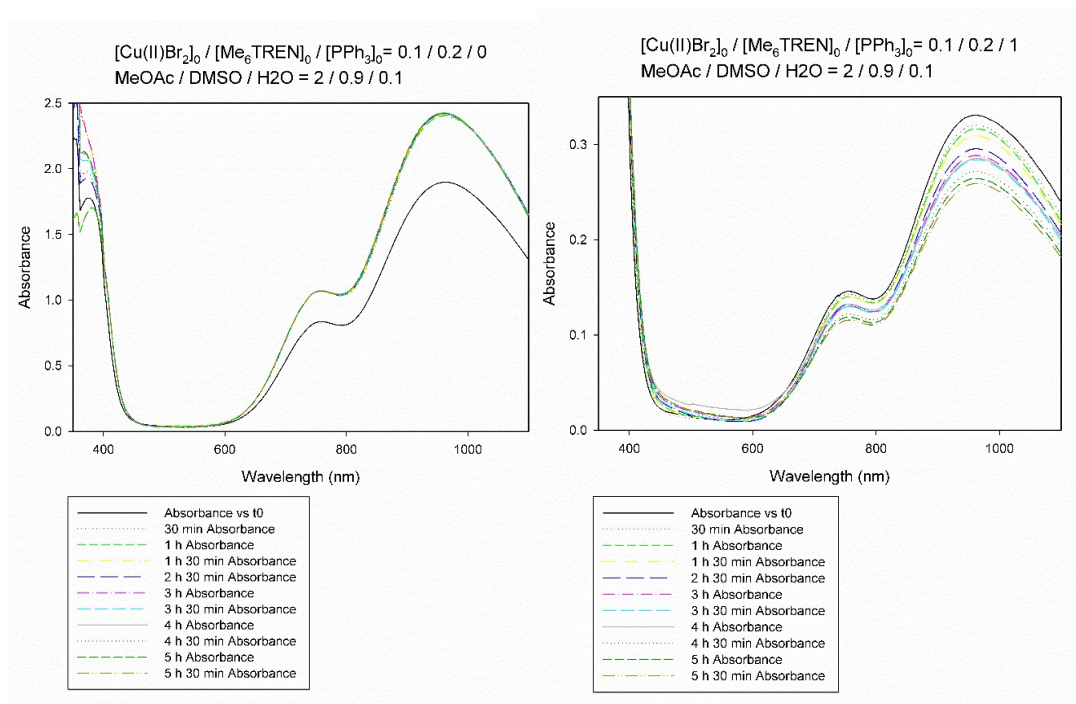 [Cu(II)Br2]0 / [Me6TREN]0 / [PPh3]0= 0.1 / 0.2 / 0
MeOAc / DMSO / H2O = 2 / 0.9 / 0.1
2.5
2.0
1.5
1.0
0.5
0.0
Absorbance
400
600
800
1000
Wavelength (nm)
Absorbance vs t0
30 min Absorbance
1 h Absorbance
1 h 30 min Absorbance
2 h 30 min Absorbance
3 h Absorbance
3 h 30 min Absorbance
4 h Absorbance
4 h 30 min Absorbance
5 h Absorbance
5 h 30 min Absorbance
[Cu(II)Br2]0 / [Me6TREN]0 / [PPh3]0= 0.1 / 0.2 / 1
MeOAc / DMSO / H2O = 2 / 0.9 / 0.1
0.3
0.2
0.1
0.0
Absorbance
400
600
800
1000
Wavelength (nm)
Absorbance vs t0
30 min Absorbance
1 h Absorbance
1 h 30 min Absorbance
2 h 30 min Absorbance
3 h Absorbance
3 h 30 min Absorbance
4 h Absorbance
4 h 30 min Absorbance
5 h Absorbance
5 h 30 min Absorbance